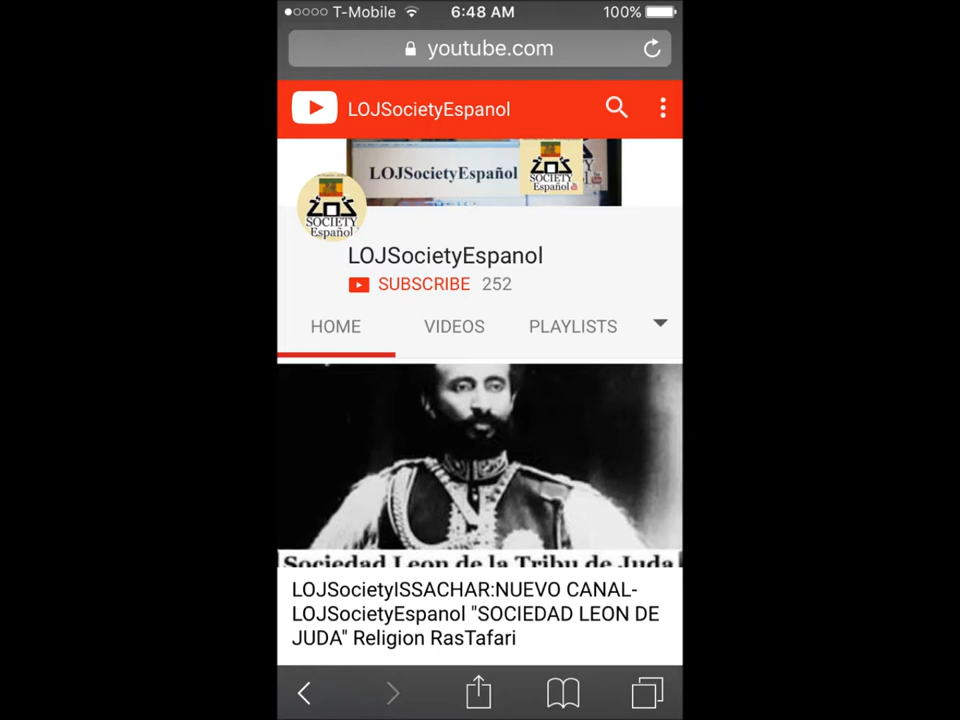 T-Mobile 6:48 AM 100%
youtube.com
LOJSocietyEspanol
LOJSocietyEspañol
SOCIETY
Español
SOCIETY
Español
LOJSocietyEspanol
SUBSCRIBE 252
HOME VIDEOS PLAYLISTS
Sociedad Leon de la Tribu de Juda
LOJSocietyISSACHAR:NUEVO CANAL-
LOJSocietyEspanol "SOCIEDAD LEON DE
JUDA" Religion RasTafari